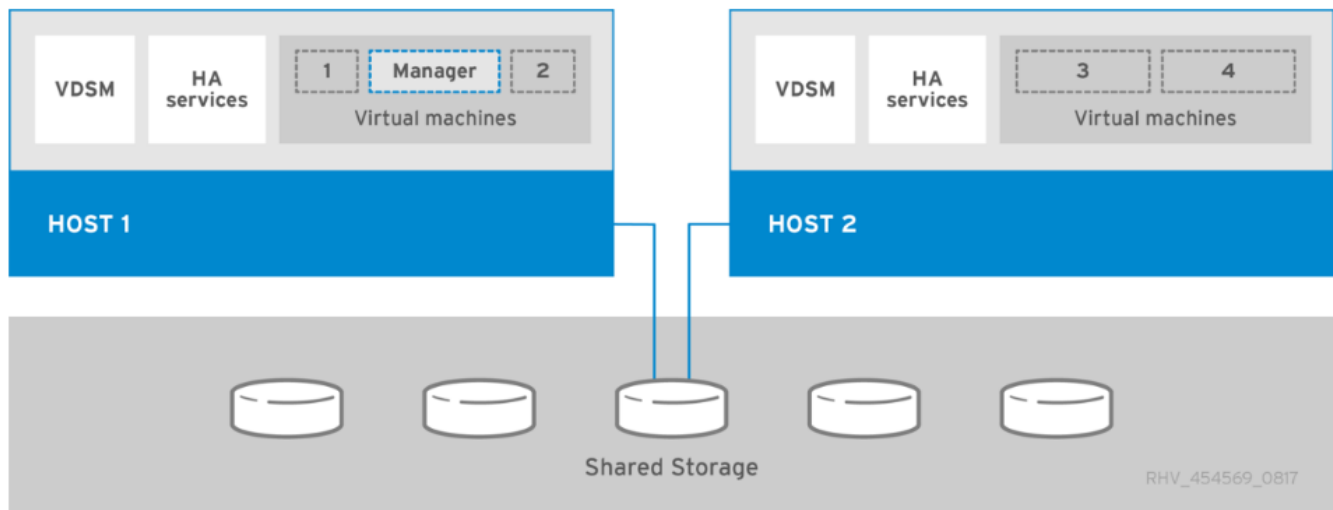 VDSM
HA
services
1
Manager
2
Virtual machines
HOST 1
VDSM
HA
services
3
4
Virtual machines
HOST 2
Shared Storage
RHV_454569_0817